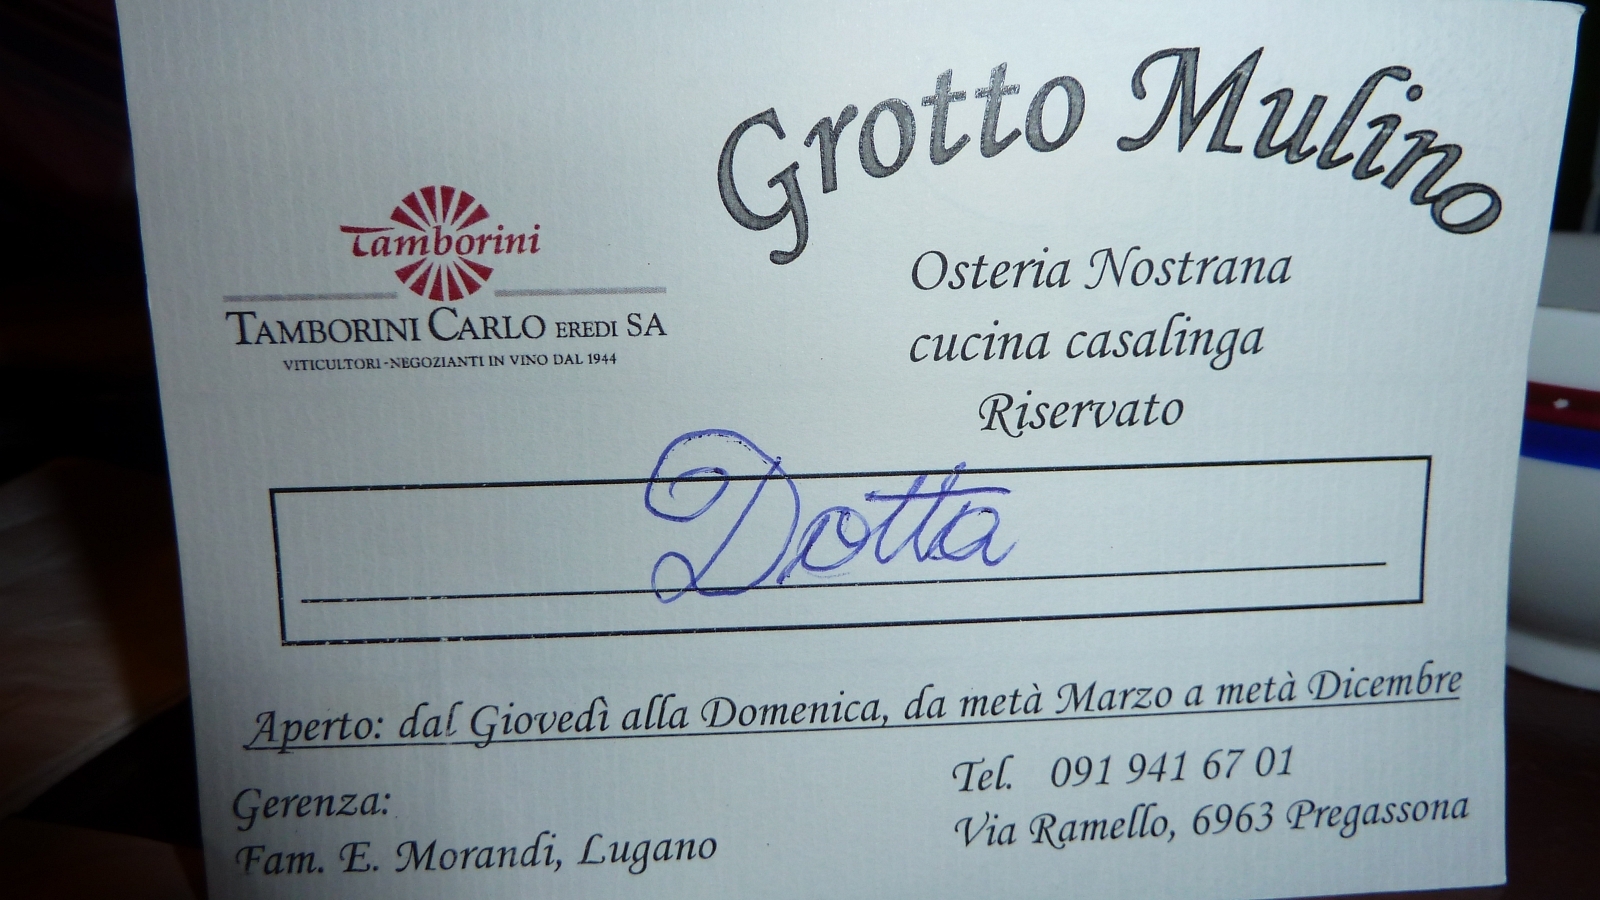 Grotto Mulino
Tamborini
TAMBORINI CARLO EREDI SA
VITICULTORI-NEGOZIANTI IN VINO DAL 1944
Osteria Nostrana
cucina casalinga
Riservato
Dotta
Aperto: dal Giovedì alla Domenica, da metà Marzo a metà Dicembre
Gerenza:
Fam. E. Morandi, Lugano
Tel. 091 941 67 01
Via Ramello, 6963 Pregassona